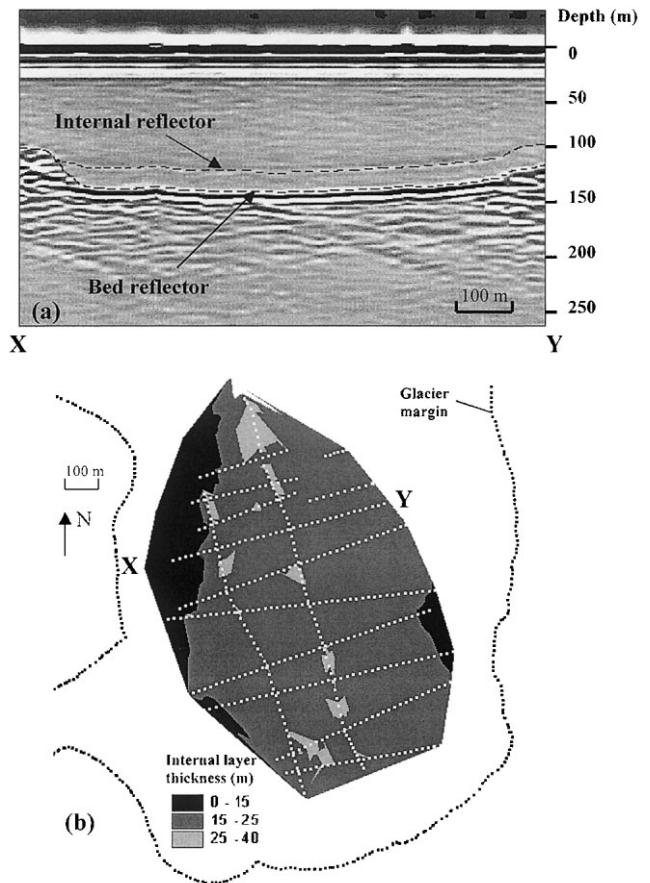 Depth (m)
0
50
Internal reflector
100
150
Bed reflector
200
(a)
100 m
250
X
Y
Glacier
margin
100 m
N
Y
X
Internal layer
thickness (m)
0 - 15
15 - 25
25 - 40
(b)